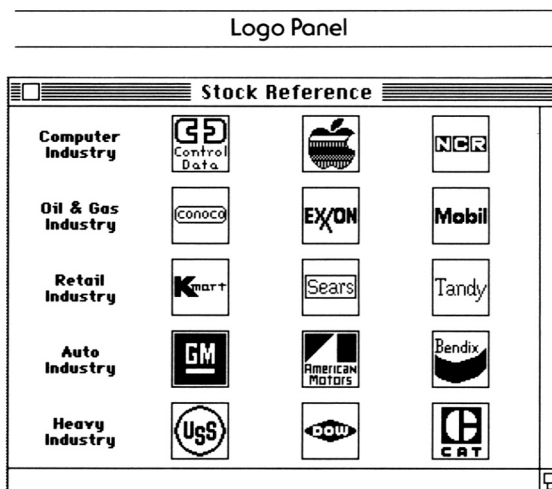 Logo Panel
Stock Reference
Computer
Industry
Control
Data
NCR
Oil & Gas
Industry
conoco
EXXON
Mobil
Retail
Industry
Kmart
Sears
Tandy
Auto
Industry
GM
American
Motors
Bendix
Heavy
Industry
USS
DOW
CAT